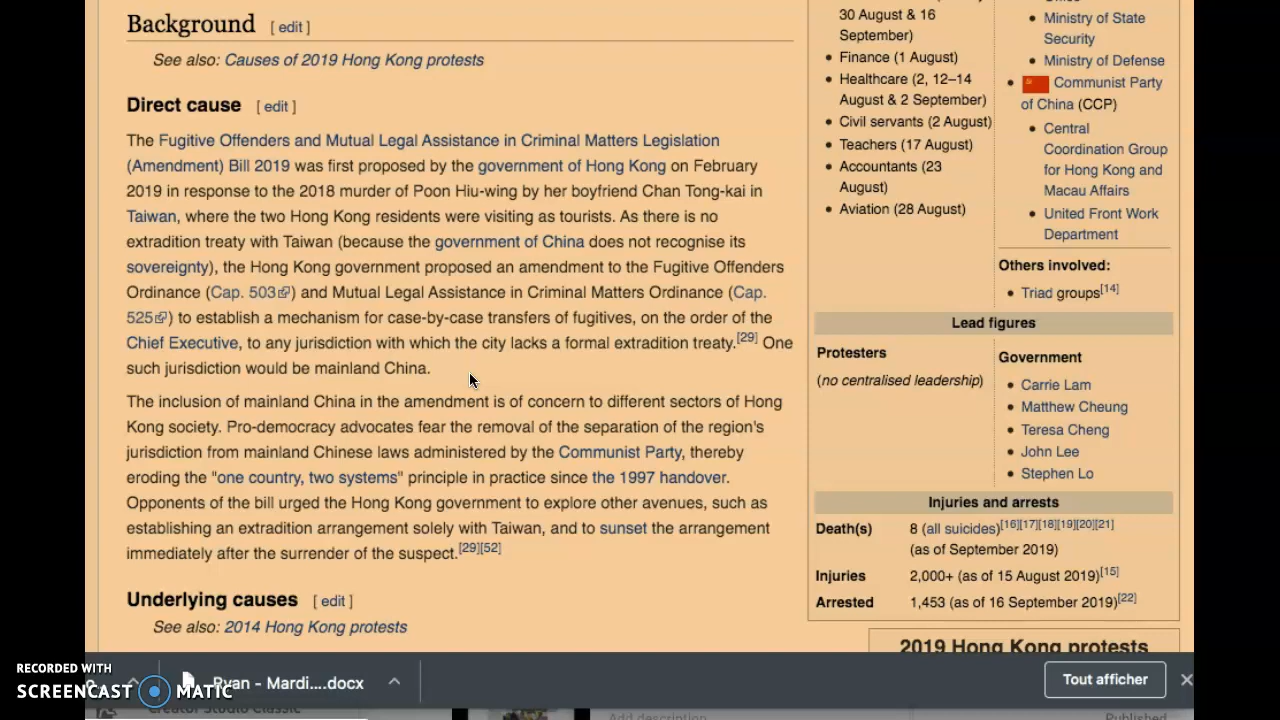 Background [ edit ]
See also: Causes of 2019 Hong Kong protests
Direct cause [ edit ]
The Fugitive Offenders and Mutual Legal Assistance in Criminal Matters Legislation
(Amendment) Bill 2019 was first proposed by the government of Hong Kong on February
2019 in response to the 2018 murder of Poon Hiu-wing by her boyfriend Chan Tong-kai in
Taiwan, where the two Hong Kong residents were visiting as tourists. As there is no
extradition treaty with Taiwan (because the government of China does not recognise its
sovereignty), the Hong Kong government proposed an amendment to the Fugitive Offenders
Ordinance (Cap. 503) and Mutual Legal Assistance in Criminal Matters Ordinance (Cap.
525) to establish a mechanism for case-by-case transfers of fugitives, on the order of the
Chief Executive, to any jurisdiction with which the city lacks a formal extradition treaty.[29] One
such jurisdiction would be mainland China.
The inclusion of mainland China in the amendment is of concern to different sectors of Hong
Kong society. Pro-democracy advocates fear the removal of the separation of the region's
jurisdiction from mainland Chinese laws administered by the Communist Party, thereby
eroding the "one country, two systems" principle in practice since the 1997 handover.
Opponents of the bill urged the Hong Kong government to explore other avenues, such as
establishing an extradition arrangement solely with Taiwan, and to sunset the arrangement
immediately after the surrender of the suspect.[29][52]
Underlying causes [ edit ]
See also: 2014 Hong Kong protests
30 August & 16
September)
Finance (1 August)
Healthcare (2, 12–14
August & 2 September)
Civil servants (2 August)
Teachers (17 August)
Accountants (23
August)
Aviation (28 August)
Ministry of State
Security
Ministry of Defense
Communist Party
of China (CCP)
Central
Coordination Group
for Hong Kong and
Macau Affairs
United Front Work
Department
Others involved:
Triad groups[14]
Lead figures
Protesters
(no centralised leadership)
Government
Carrie Lam
Matthew Cheung
Teresa Cheng
John Lee
Stephen Lo
Injuries and arrests
Death(s) 8 (all suicides)[16][17][18][19][20][21]
(as of September 2019)
Injuries 2,000+ (as of 15 August 2019)[15]
Arrested 1,453 (as of 16 September 2019)[22]
2019 Hong Kong protests
RECORDED WITH
SCREENCAST MATIC
Ryan - Mardi....docx
Tout afficher
Creator Studio Classic
Add description
Published